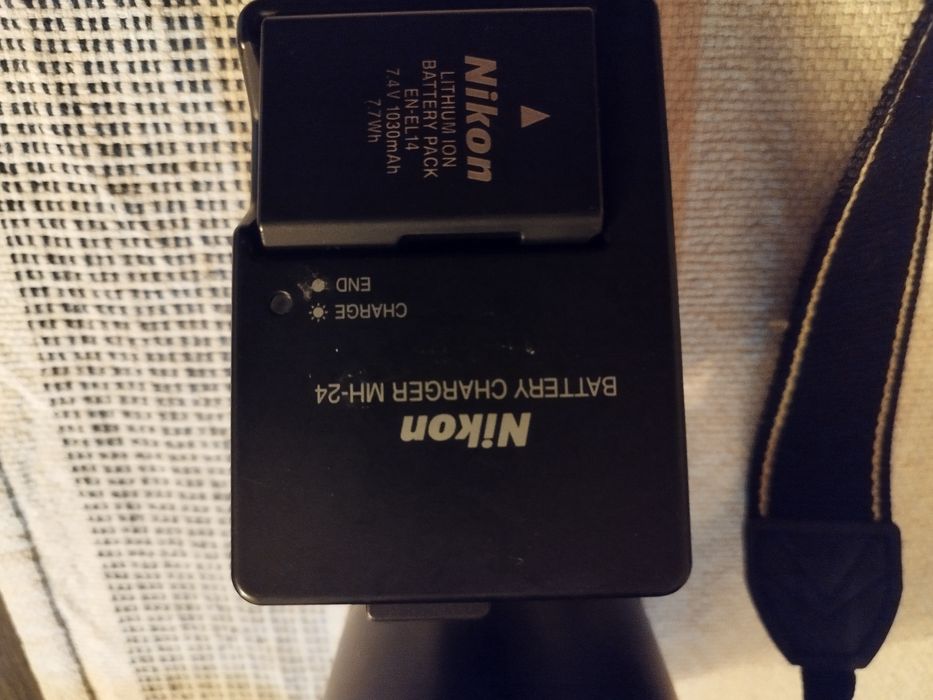 Nikon
LITHIUM ION
BATTERY PACK
EN-EL14
7.4V 1030mAh
7.7Wh
Nikon
BATTERY CHARGER MH-24
CHARGE
END